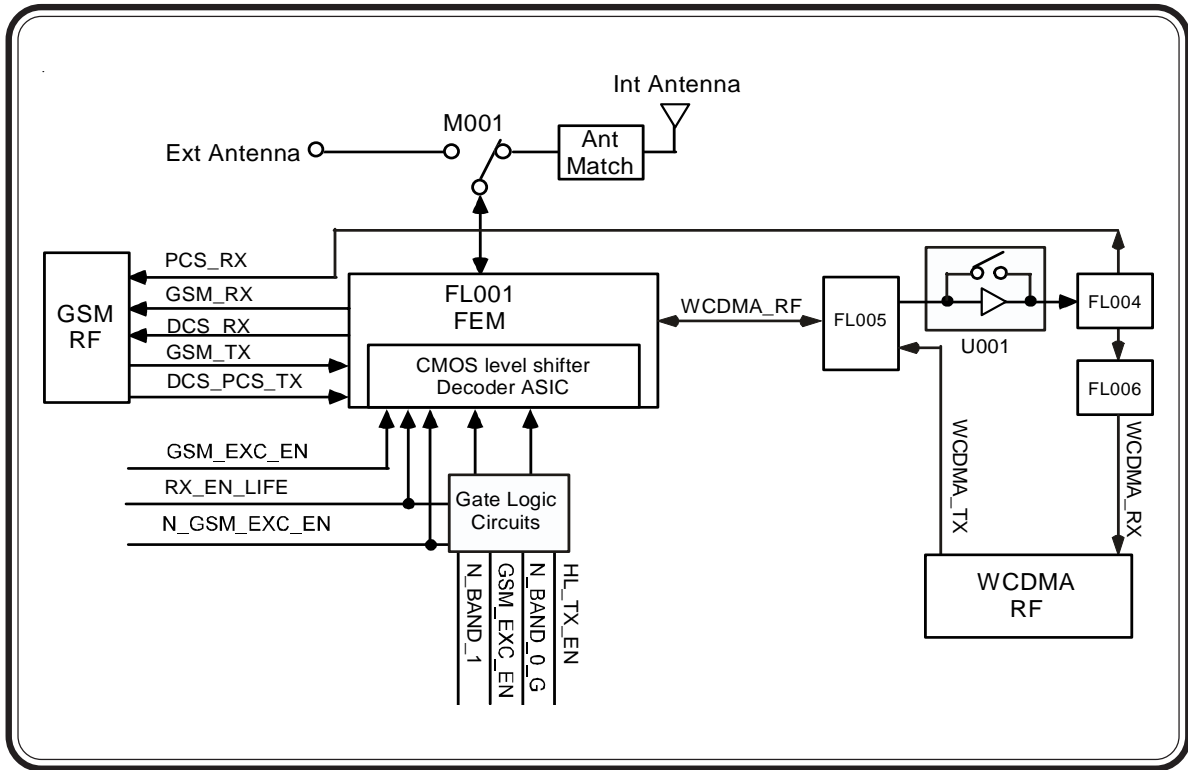 Int Antenna
M001
Ext Antenna
Ant
Match
PCS_RX
GSM_RX
DCS_RX
GSM_TX
DCS_PCS_TX
GSM
RF
FL001
FEM
CMOS level shifter
Decoder ASIC
WCDMA_RF
FL005
U001
FL004
FL006
GSM_EXC_EN
RX_EN_LIFE
N_GSM_EXC_EN
Gate Logic
Circuits
N_BAND_1
GSM_EXC_EN
N_BAND_0_G
HL_TX_EN
WCDMA_TX
WCDMA_RX
WCDMA
RF